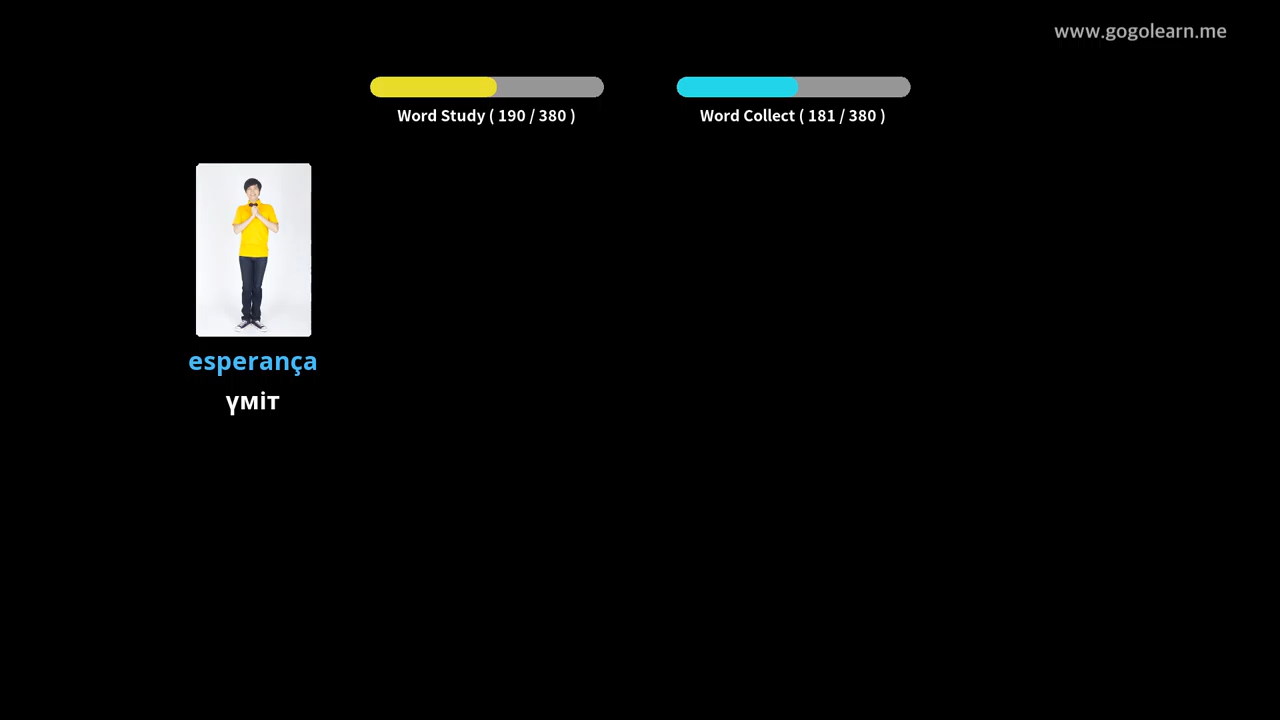 www.gogolearn.me
Word Study ( 190 / 380 )
Word Collect ( 181 / 380 )
esperança
үміт